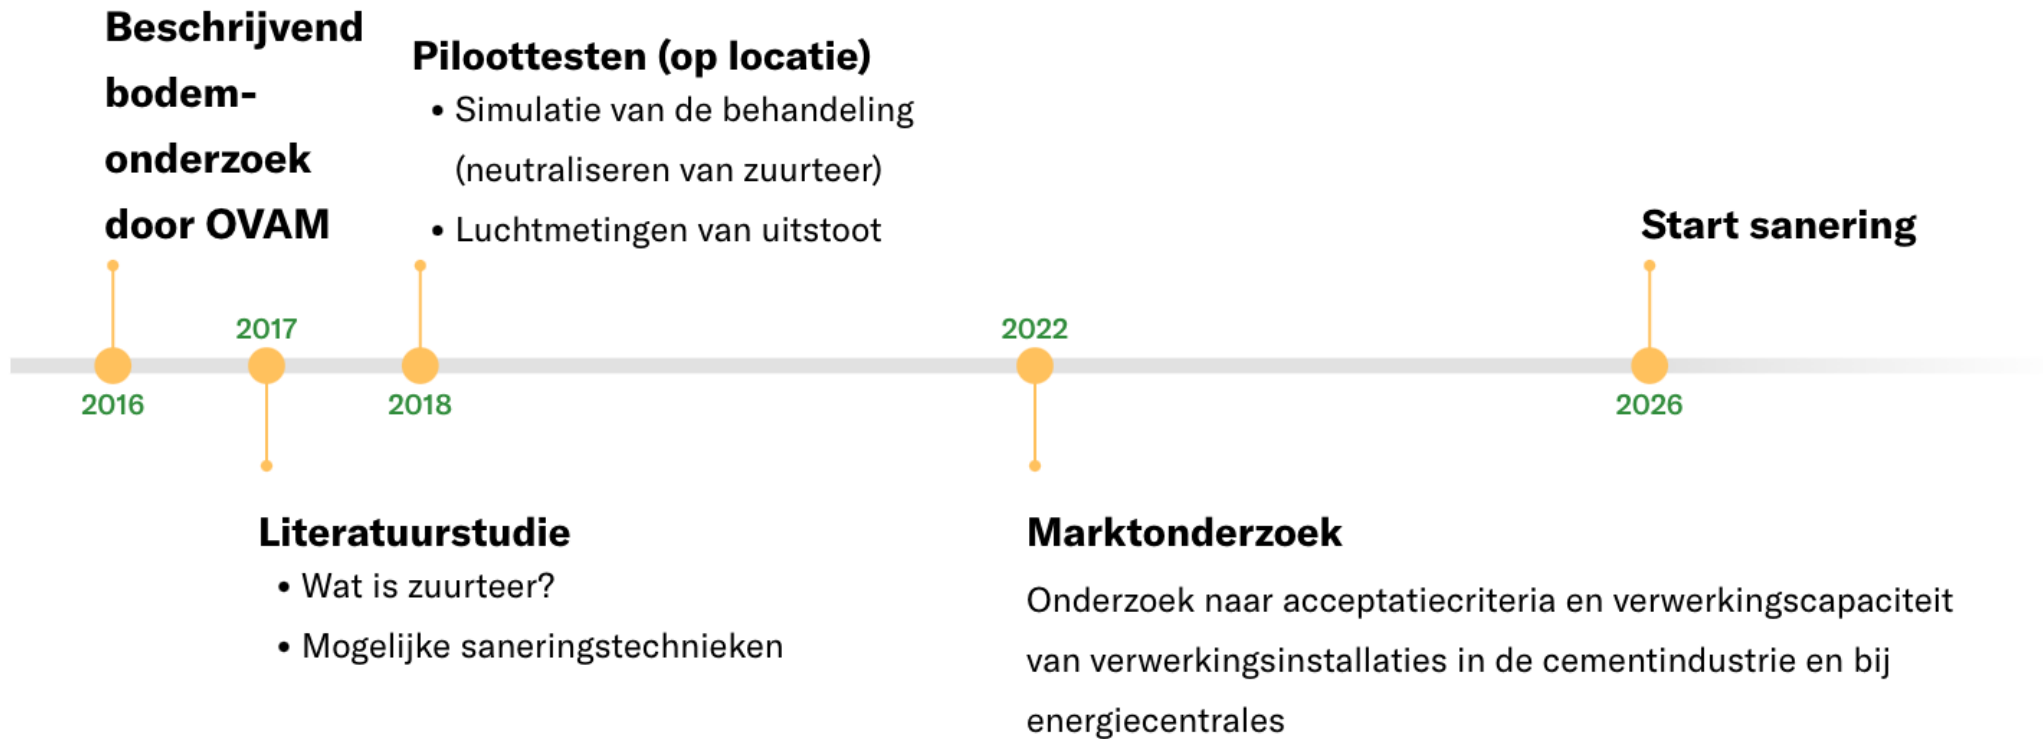 Beschrijvend
bodem-
onderzoek
door OVAM
2016
2017
Literatuurstudie
• Wat is zuurteer?
• Mogelijke saneringstechnieken
Piloottesten (op locatie)
• Simulatie van de behandeling
(neutraliseren van zuurteer)
• Luchtmetingen van uitstoot
2018
2022
Marktonderzoek
Onderzoek naar acceptatiecriteria en verwerkingscapaciteit
van verwerkingsinstallaties in de cementindustrie en bij
energiecentrales
Start sanering
2026